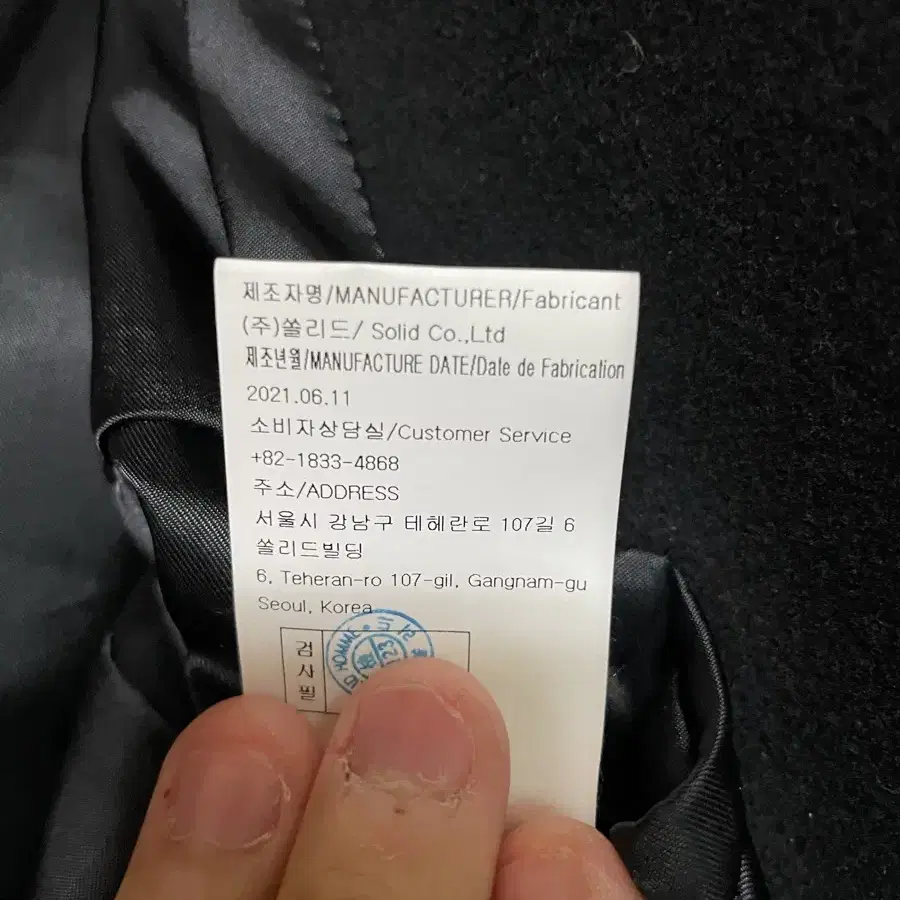 제조자명/MANUFACTURER/Fabricant
(주)쏠리드/ Solid Co.,Ltd
제조년월/MANUFACTURE DATE/Date de Fabrication
2021.06.11
소비자상담실/Customer Service
+82-1833-4868
주소/ADDRESS
서울시 강남구 테헤란로 107길 6
쏠리드빌딩
6, Teheran-ro 107-gil, Gangnam-gu
Seoul, Korea
검사필
HOMME